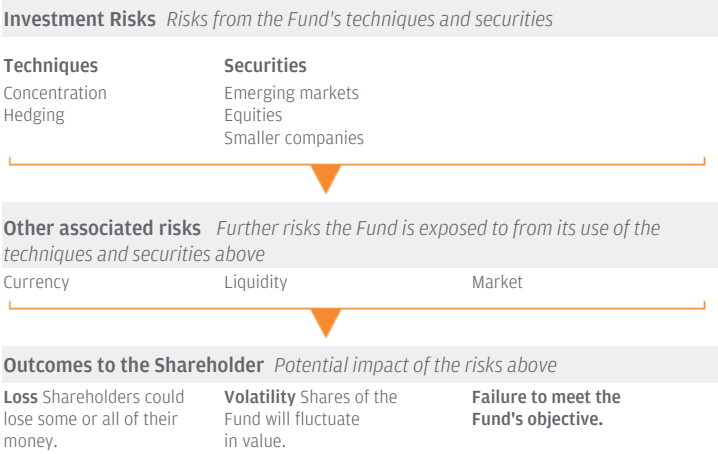 Investment Risks Risks from the Fund's techniques and securities
Techniques
Concentration
Hedging
Securities
Emerging markets
Equities
Smaller companies
Other associated risks Further risks the Fund is exposed to from its use of the
techniques and securities above
Currency
Liquidity
Market
Outcomes to the Shareholder Potential impact of the risks above
Loss Shareholders could
lose some or all of their
money.
Volatility Shares of the
Fund will fluctuate
in value.
Failure to meet the
Fund's objective.